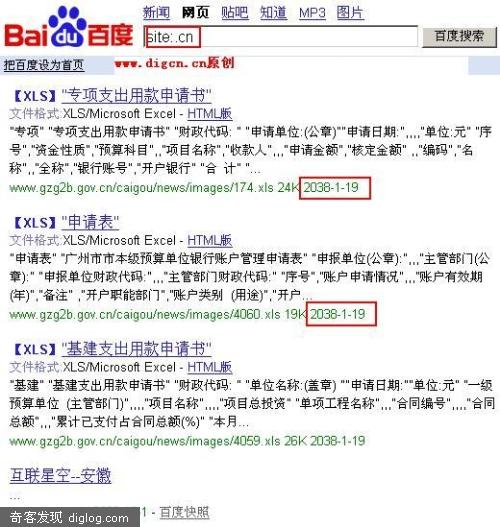 新闻 网页 贴吧 知道 MP3 图片
Bai du 百度 site:.cn 百度搜索
把百度设为首页 www.digcn.cn原创
【XLS】"专项支出用款申请书"
文件格式:XLS/Microsoft Excel - HTML版
"专项" "专项支出用款申请书" "财政代码: " "申请单位:(公章)""申请日期:",,,,"单位:元" "序
号","资金性质","预算科目",,"项目名称","收款人",,,"申请金额","核定金额" ,,"编码","名
称",,"全称","银行账号","开户银行" "合 计" "...
www.gzg2b.gov.cn/caigou/news/images/174.xls 24K 2038-1-19
【XLS】"申请表"
文件格式:XLS/Microsoft Excel - HTML版
"申请表" "广州市市本级预算单位银行账户管理申请表" "申报单位(公章):",,,"主管部门(公
章):" "申报单位财政代码:",,,"主管部门财政代码:" "序号","账户申请情况",,,"账户有效期
(年)","备注" ,"开户职能部门","账户类别 (用途)","开户...
www.gzg2b.gov.cn/caigou/news/images/4060.xls 19K 2038-1-19
【XLS】"基建支出用款申请书"
文件格式:XLS/Microsoft Excel - HTML版
"基建" "基建支出用款申请书" "财政代码: " "单位名称:(盖章) ""申请日期:""单位:元" "一级
预算单位 (主管部门)",,,,"项目名称",,,,"项目总投资" "单项工程名称",,,"合同编号",,,,"合同
总额",,,"累计已支付占合同总额(%)" "本月...
www.gzg2b.gov.cn/caigou/news/images/4059.xls 26K 2038-1-19
互联星空--安徽
...
1 - 百度快照
奇客发现 diglog.com